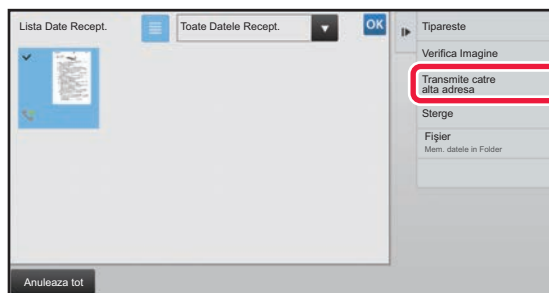 Lista Date Recept.
Toate Datele Recept.
OK
Tipareste
Verifica Imagine
Transmite catre
alta adresa
Sterge
Fişier
Mem. datele in Folder
Anuleaza tot